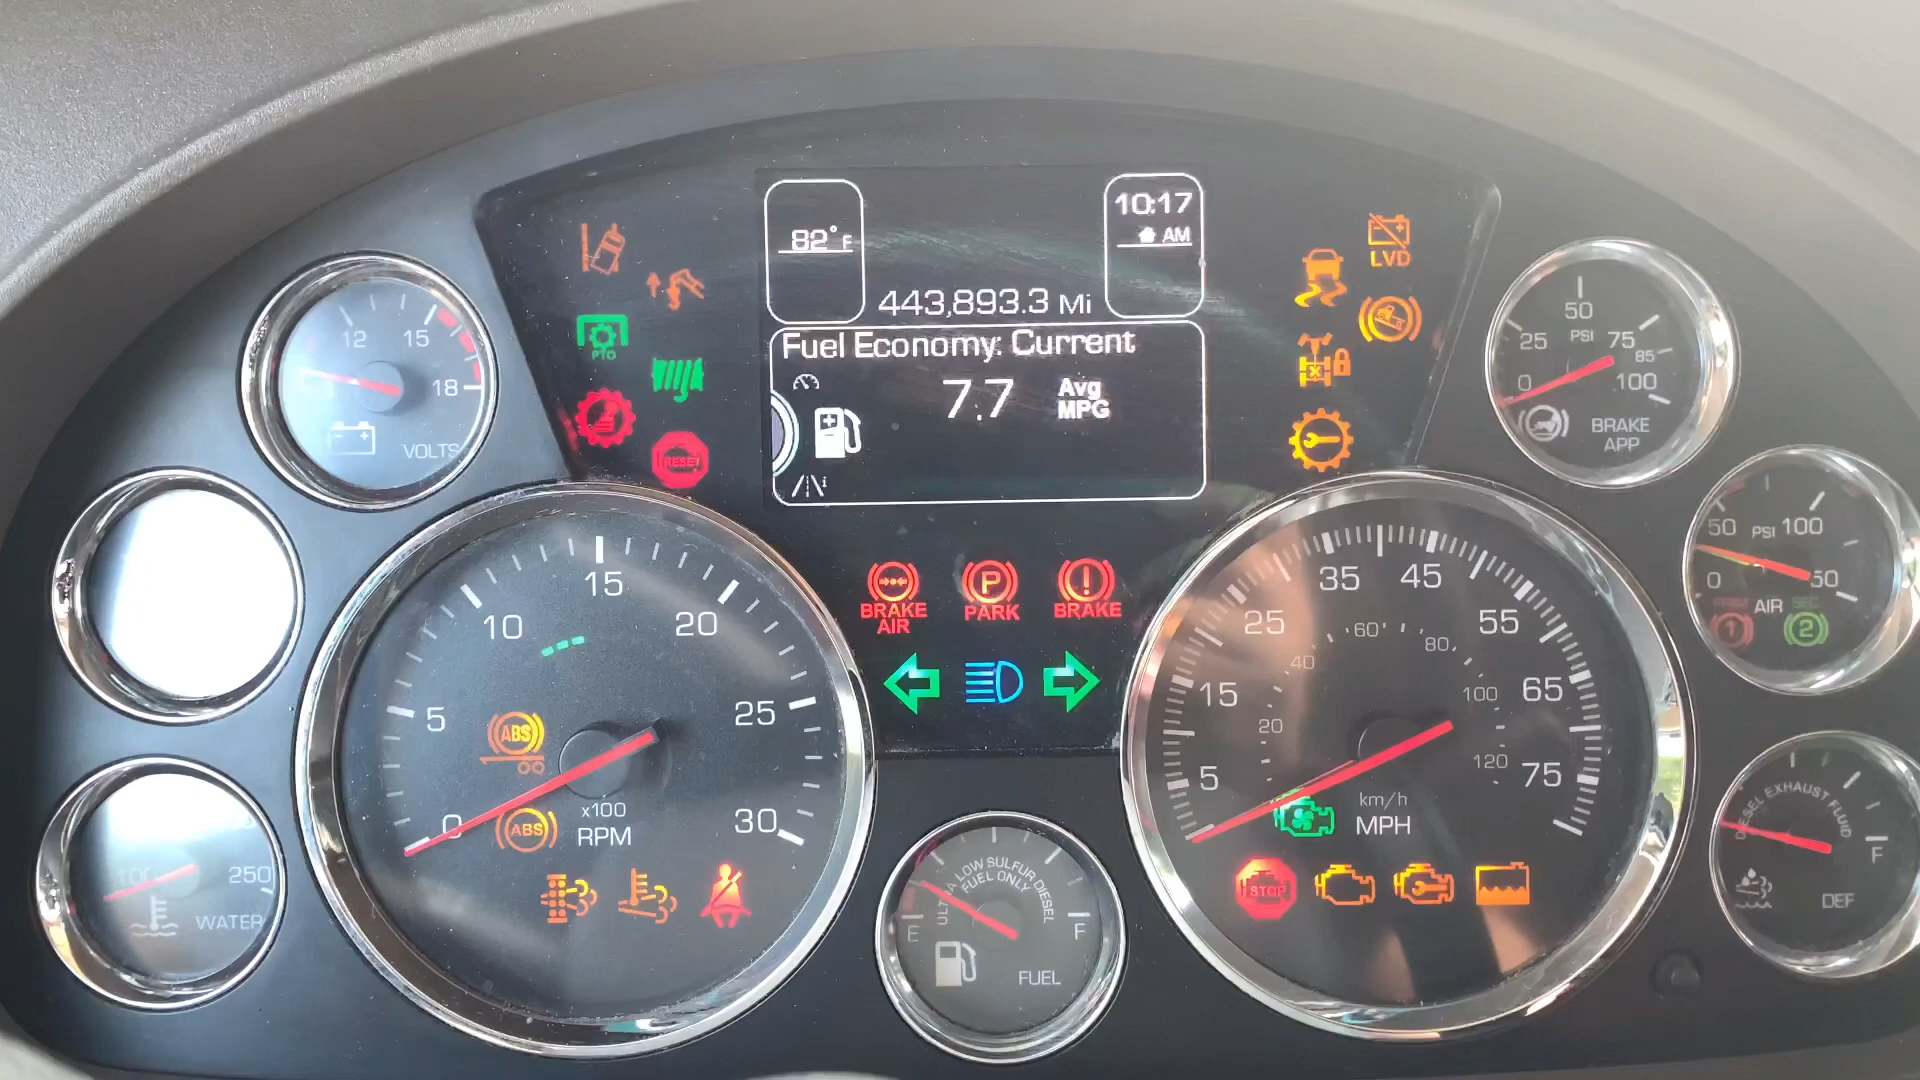 82°F
10:17
AM
443,893.3 Mi
Fuel Economy: Current
7.7 Avg
MPG
PTO
RESET
LVD
12
15
18
VOLTS
50
25
PSI
75
85
0
100
BRAKE
APP
50 PSI 100
0
AIR
1
2
BRAKE
AIR
P
PARK
BRAKE
0
5
10
15
20
25
30
x100
RPM
ABS
ABS
5
15
25
35
45
55
65
75
20
40
60
80
100
120
km/h
MPH
STOP
100
250
WATER
ULTRA LOW SULFUR DIESEL
FUEL ONLY
E
F
FUEL
DIESEL EXHAUST FLUID
F
DEF